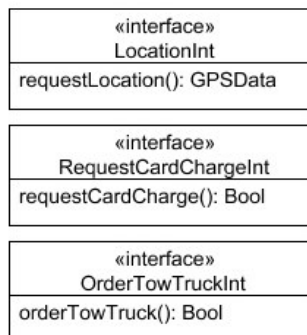 «interface»
LocationInt
requestLocation(): GPSData
«interface»
RequestCardChargeInt
requestCardCharge(): Bool
«interface»
OrderTowTruckInt
orderTowTruck(): Bool